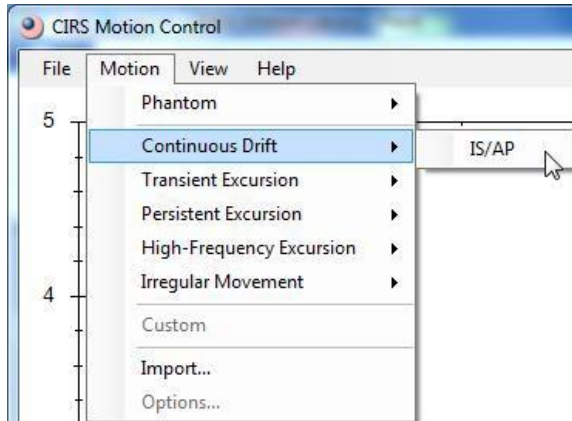 CIRS Motion Control
File Motion View Help
Phantom
5
Continuous Drift IS/AP
Transient Excursion
Persistent Excursion
High-Frequency Excursion
Irregular Movement
4
Custom
Import...
Options...